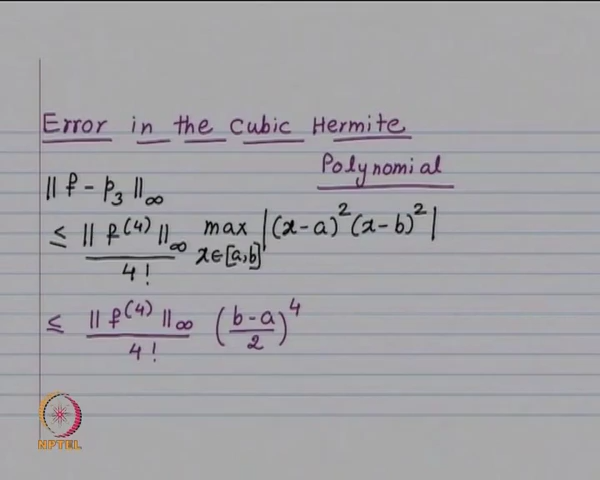 Error in the Cubic Hermite
Polynomial
|| f - p₃ ||∞
≤ || f⁽⁴⁾ ||∞ / 4! max x∈[a,b] |(x-a)²(x-b)²|
≤ || f⁽⁴⁾ ||∞ / 4! ((b-a)/2)⁴
NPTEL